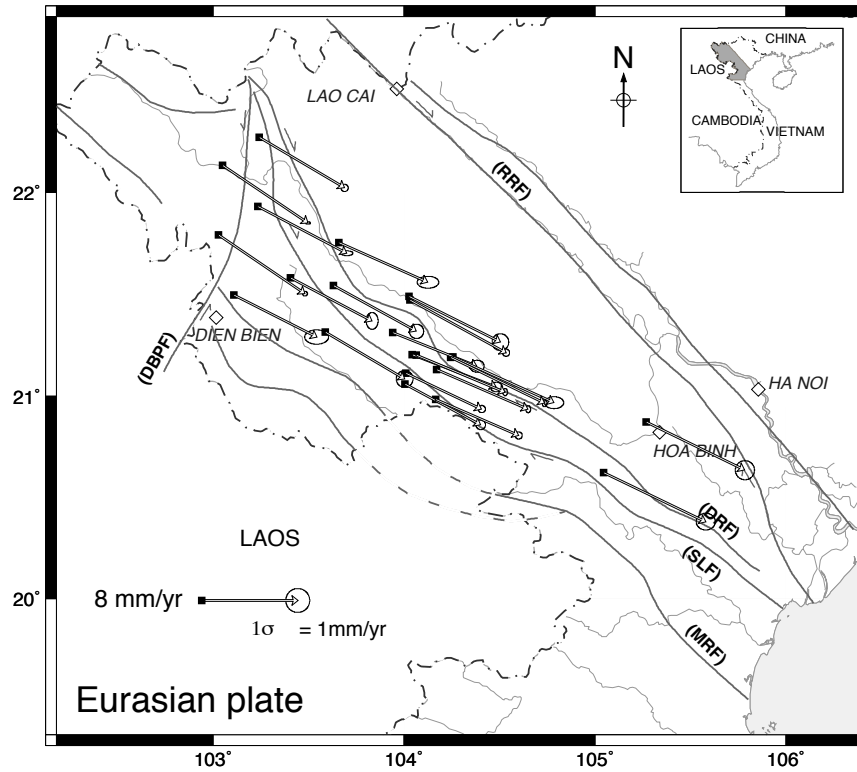 CHINA
LAOS
CAMBODIA
VIETNAM
N
LAO CAI
(RRF)
22°
(DBPF)
DIEN BIEN
21°
HA NOI
HOA BINH
(DRF)
(SLF)
(MRF)
LAOS
20°
8 mm/yr
1σ = 1mm/yr
Eurasian plate
103° 104° 105° 106°